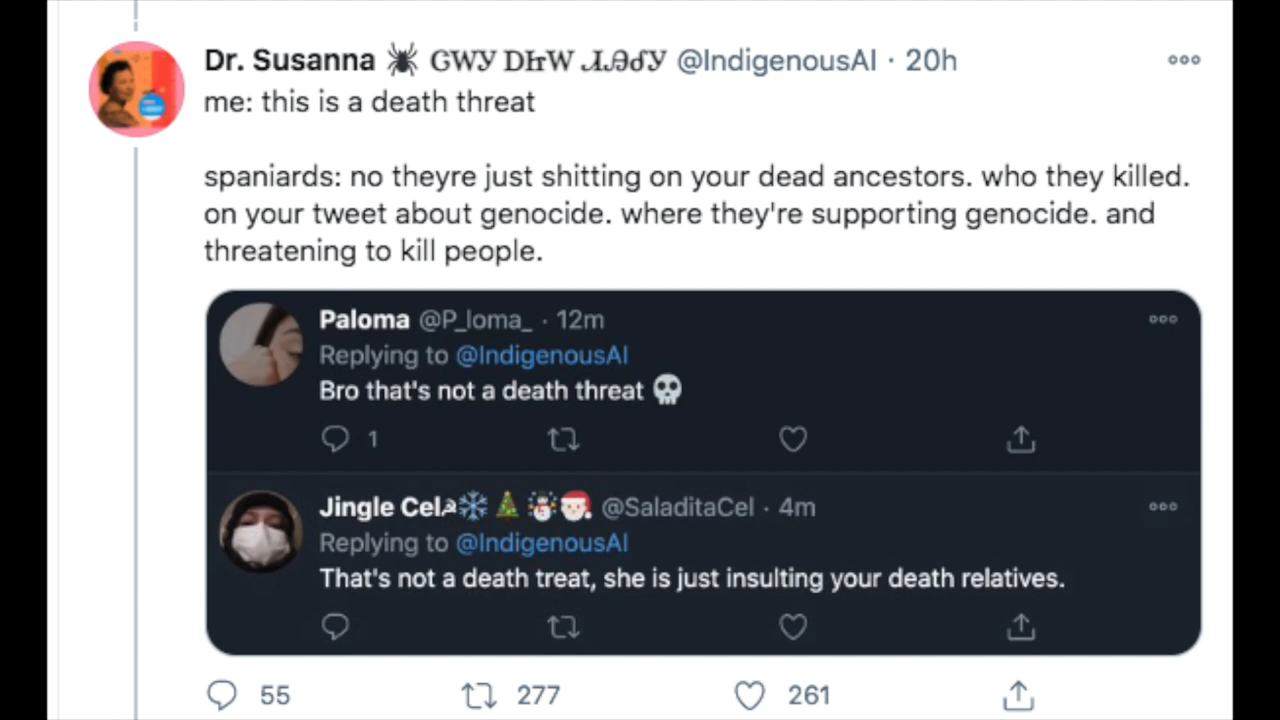 Dr. Susanna 🕷 ᏣᎳᎩ ᎠᏥᎳ ᏗᎯᎴᎩ @IndigenousAI · 20h
me: this is a death threat
spaniards: no theyre just shitting on your dead ancestors. who they killed.
on your tweet about genocide. where they're supporting genocide. and
threatening to kill people.
Paloma @P_loma_ · 12m
Replying to @IndigenousAI
Bro that's not a death threat 💀
1
Jingle Cel☭❄️🎄☃️🎅🏻 @SaladitaCel · 4m
Replying to @IndigenousAI
That's not a death treat, she is just insulting your death relatives.
55 277 261